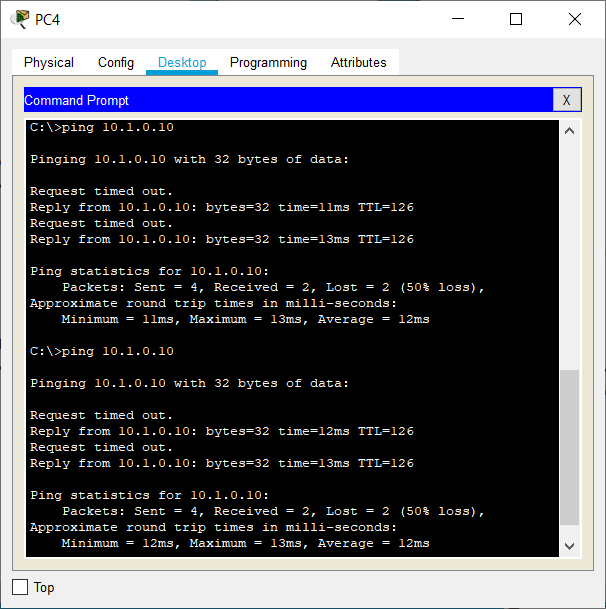 PC4
Physical Config Desktop Programming Attributes
Command Prompt X
C:\>ping 10.1.0.10
Pinging 10.1.0.10 with 32 bytes of data:
Request timed out.
Reply from 10.1.0.10: bytes=32 time=11ms TTL=126
Request timed out.
Reply from 10.1.0.10: bytes=32 time=13ms TTL=126
Ping statistics for 10.1.0.10:
Packets: Sent = 4, Received = 2, Lost = 2 (50% loss),
Approximate round trip times in milli-seconds:
Minimum = 11ms, Maximum = 13ms, Average = 12ms
C:\>ping 10.1.0.10
Pinging 10.1.0.10 with 32 bytes of data:
Request timed out.
Reply from 10.1.0.10: bytes=32 time=12ms TTL=126
Request timed out.
Reply from 10.1.0.10: bytes=32 time=13ms TTL=126
Ping statistics for 10.1.0.10:
Packets: Sent = 4, Received = 2, Lost = 2 (50% loss),
Approximate round trip times in milli-seconds:
Minimum = 12ms, Maximum = 13ms, Average = 12ms
Top